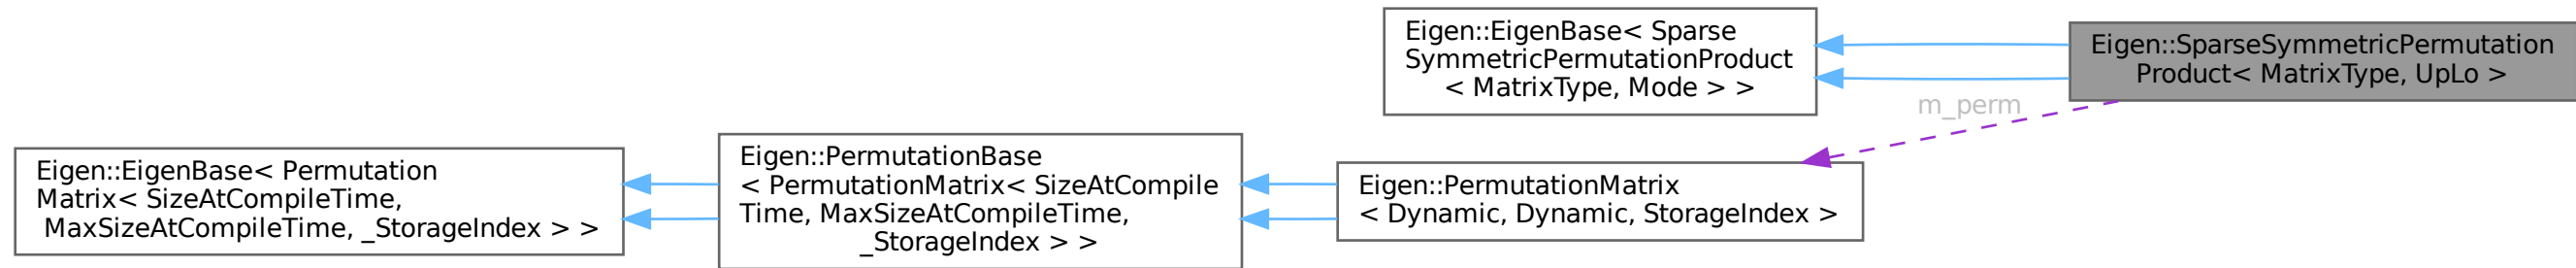 Eigen::EigenBase< Sparse
SymmetricPermutationProduct
< MatrixType, Mode > >
Eigen::SparseSymmetricPermutation
Product< MatrixType, UpLo >
m_perm
Eigen::EigenBase< Permutation
Matrix< SizeAtCompileTime,
MaxSizeAtCompileTime, _StorageIndex > >
Eigen::PermutationBase
< PermutationMatrix< SizeAtCompile
Time, MaxSizeAtCompileTime,
_StorageIndex > >
Eigen::PermutationMatrix
< Dynamic, Dynamic, StorageIndex >